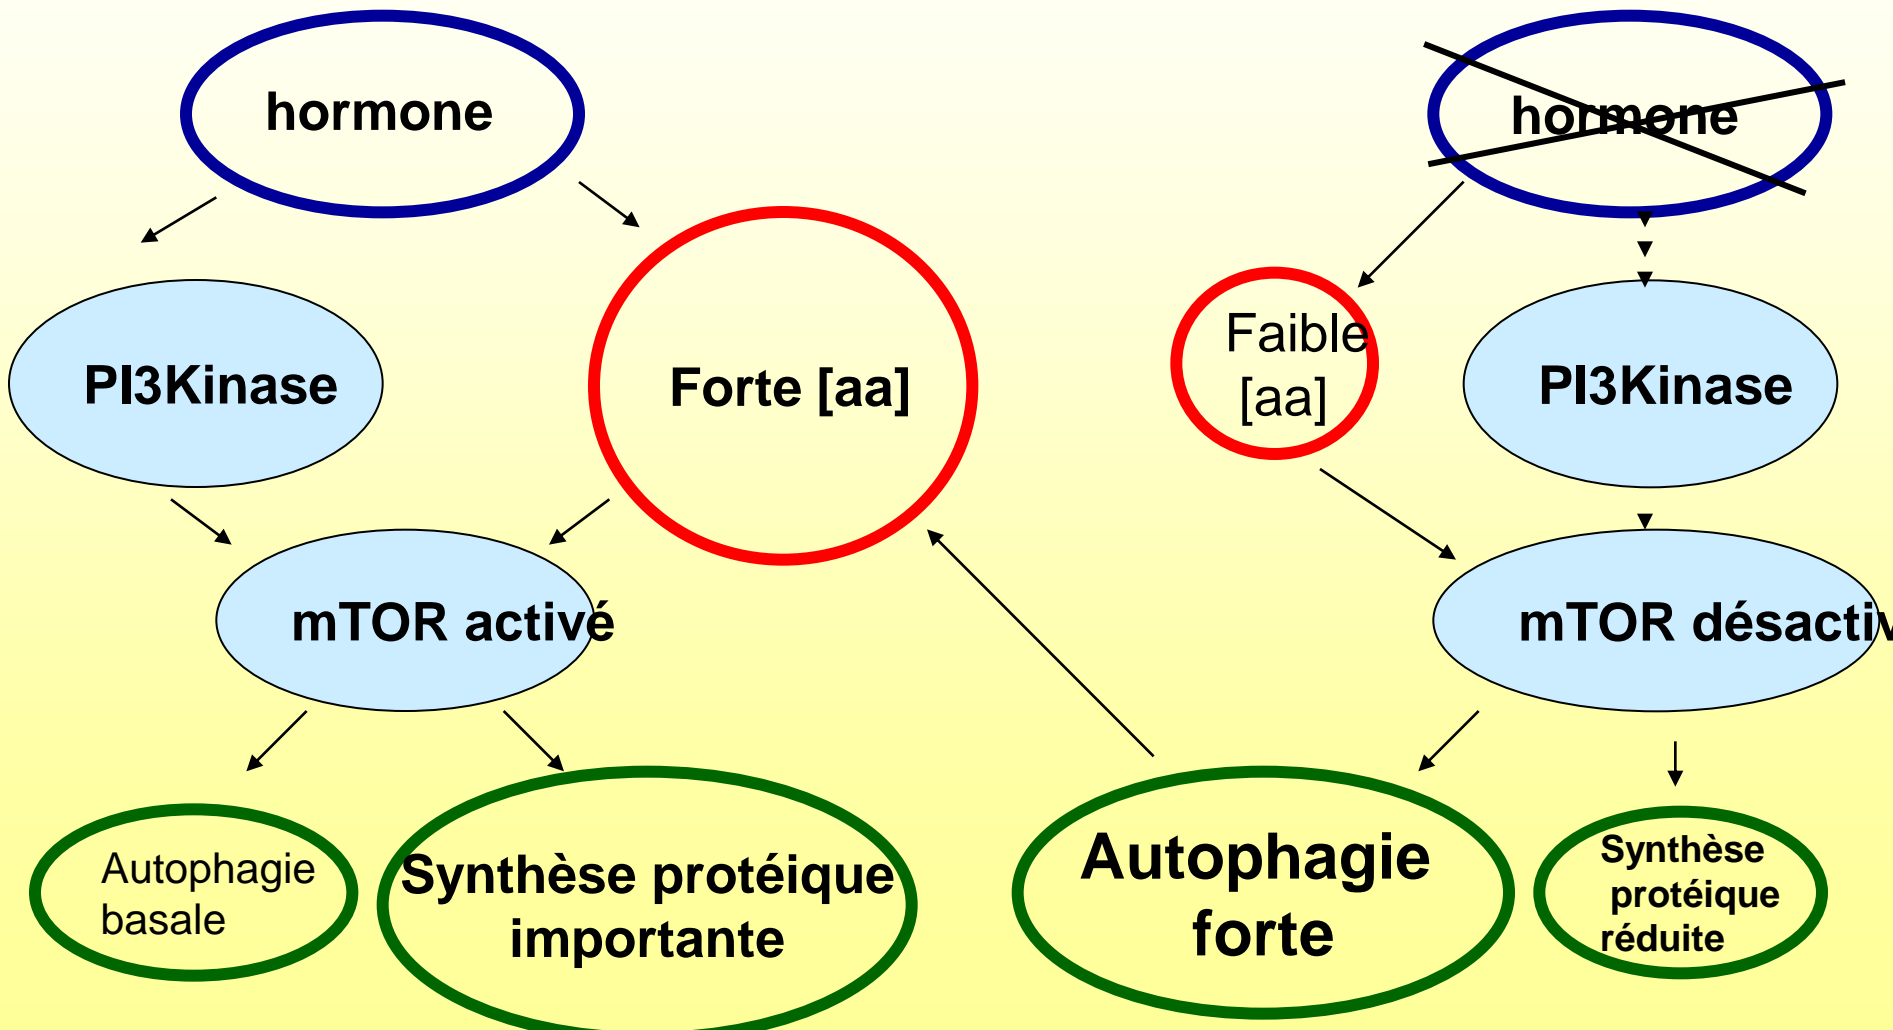 hormone
hormone
PI3Kinase
Forte [aa]
Faible
[aa]
PI3Kinase
mTOR activé
mTOR désactiv
Autophagie
basale
Synthèse protéique
importante
Autophagie
forte
Synthèse
protéique
réduite